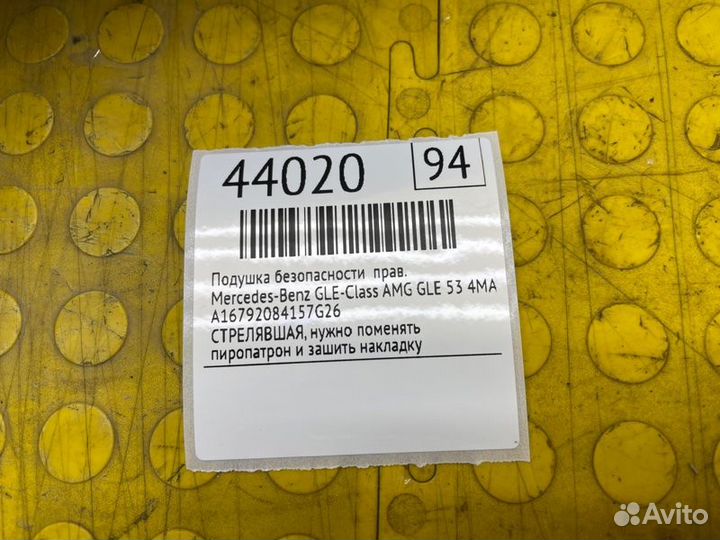 44020 94
Подушка безопасности прав.
Mercedes-Benz GLE-Class AMG GLE 53 4MA
A16792084157G26
СТРЕЛЯВШАЯ, нужно поменять
пиропатрон и зашить накладку
Avito